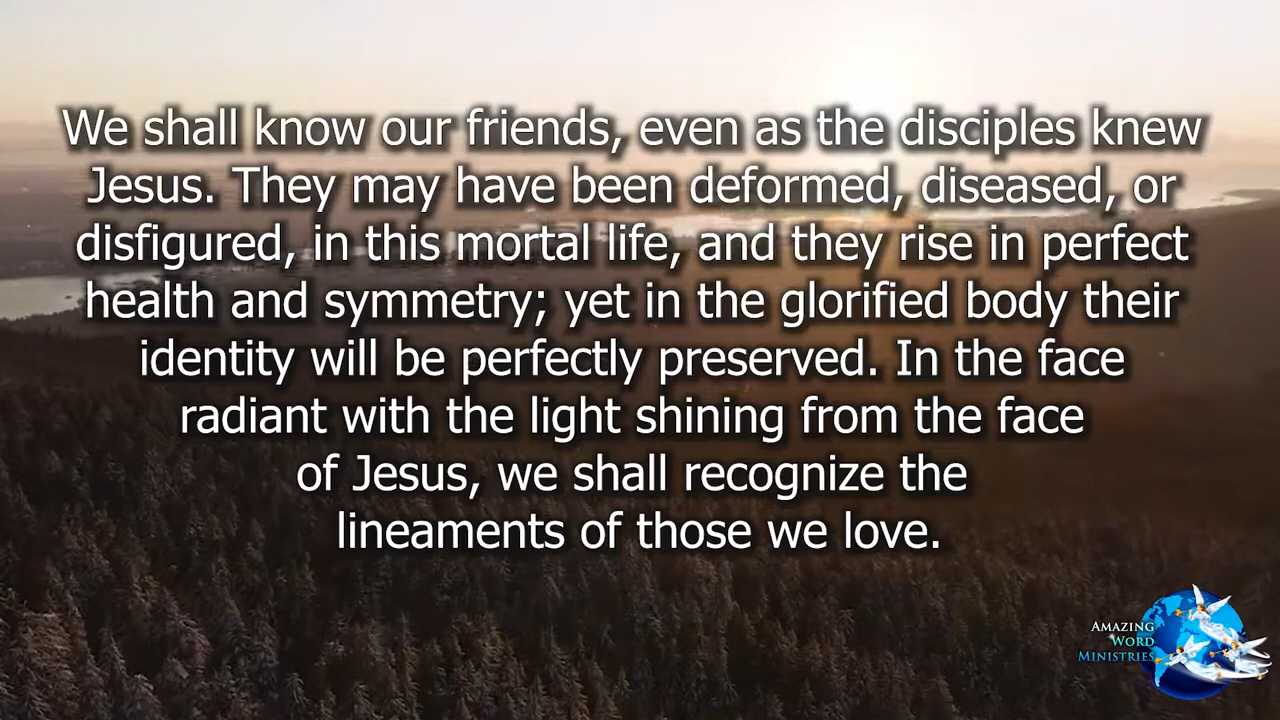 We shall know our friends, even as the disciples knew
Jesus. They may have been deformed, diseased, or
disfigured, in this mortal life, and they rise in perfect
health and symmetry; yet in the glorified body their
identity will be perfectly preserved. In the face
radiant with the light shining from the face
of Jesus, we shall recognize the
lineaments of those we love.
AMAZING
WORD
MINISTRIES